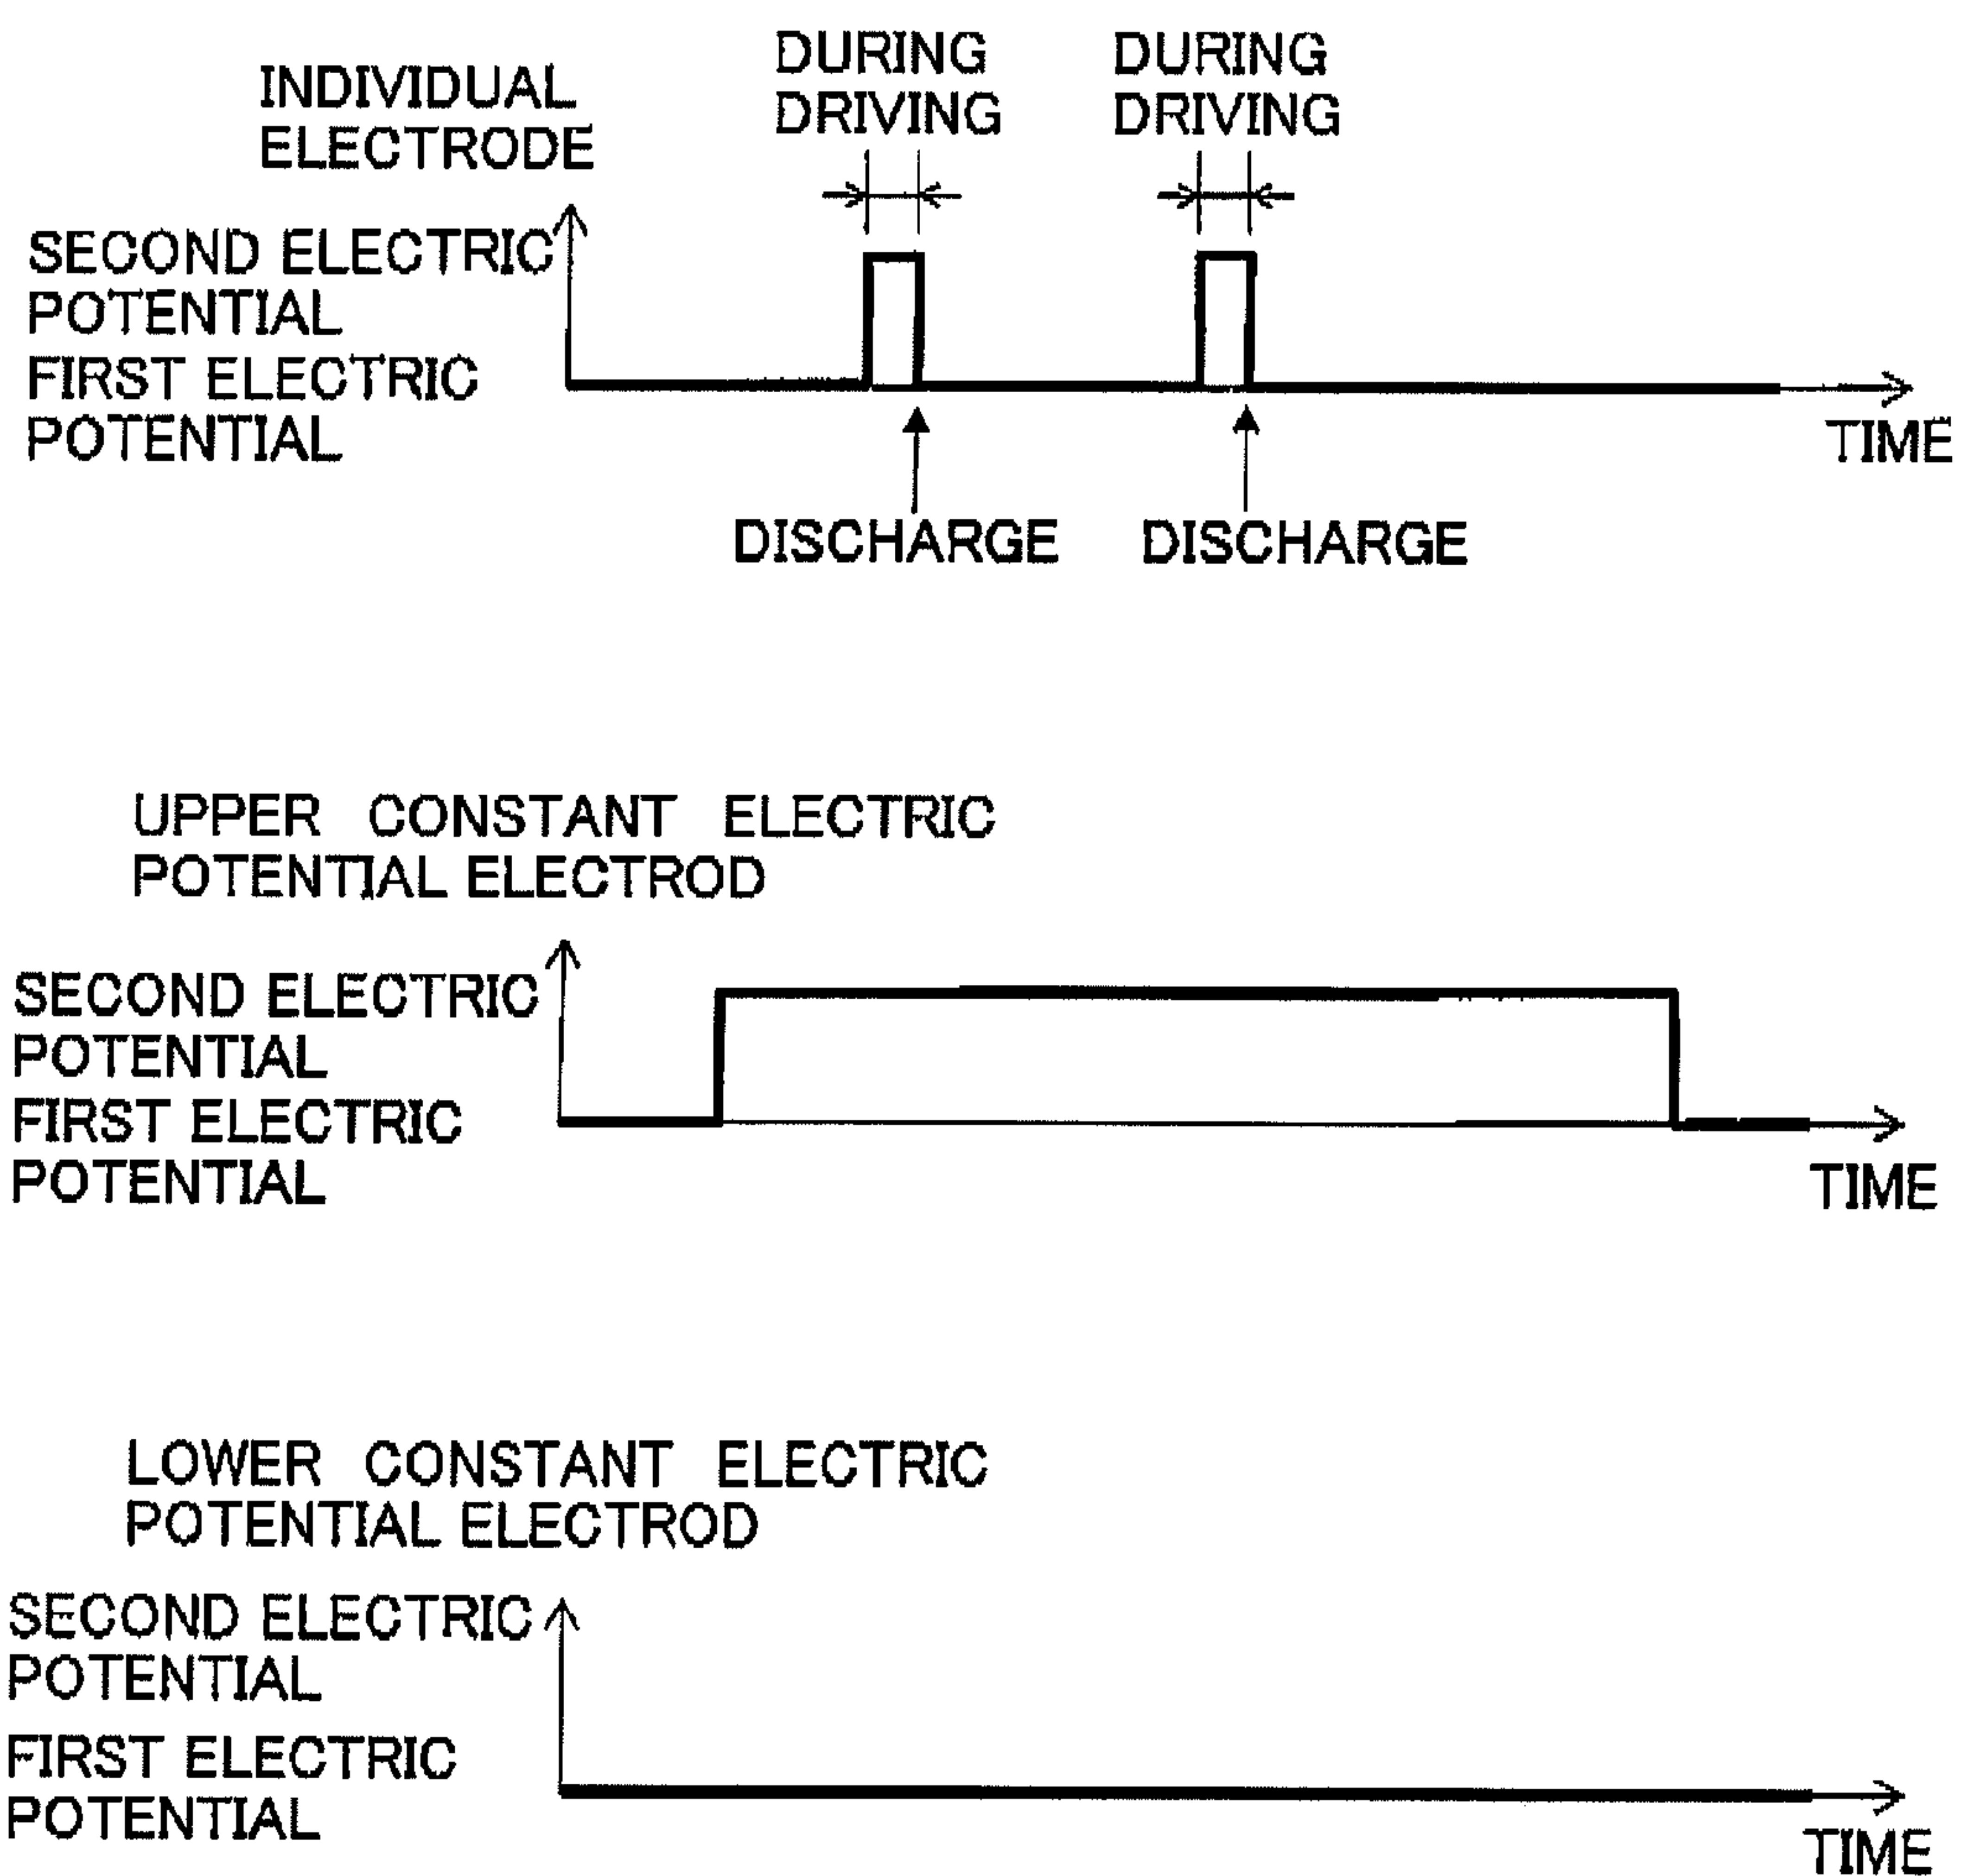 INDIVIDUAL
ELECTRODE
DURING
DRIVING
DURING
DRIVING
SECOND ELECTRIC
POTENTIAL
FIRST ELECTRIC
POTENTIAL
TIME
DISCHARGE
DISCHARGE
UPPER CONSTANT ELECTRIC
POTENTIAL ELECTROD
SECOND ELECTRIC
POTENTIAL
FIRST ELECTRIC
POTENTIAL
TIME
LOWER CONSTANT ELECTRIC
POTENTIAL ELECTROD
SECOND ELECTRIC
POTENTIAL
FIRST ELECTRIC
POTENTIAL
TIME